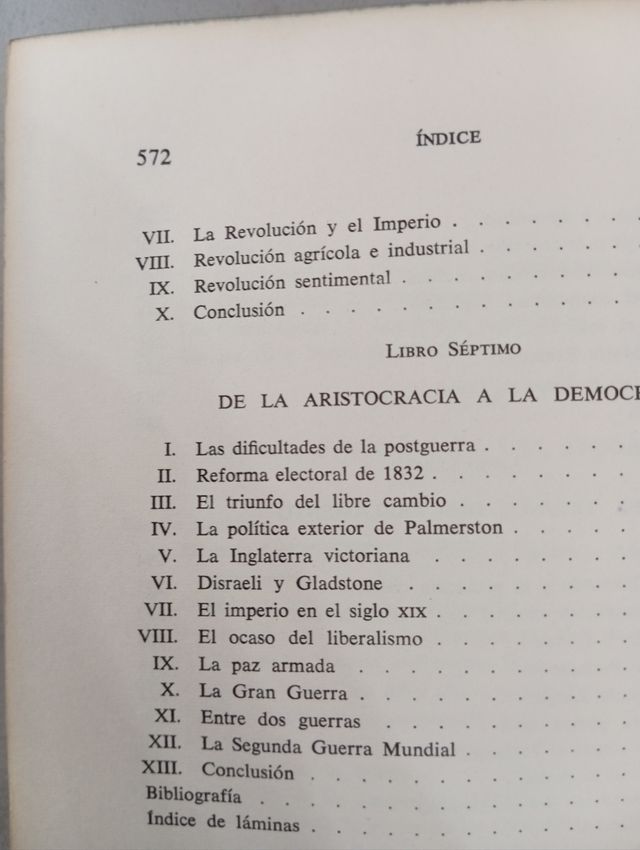 572
ÍNDICE
VII. La Revolución y el Imperio . . . . . .
VIII. Revolución agrícola e industrial . . . . . .
IX. Revolución sentimental . . . . . . . . .
X. Conclusión . . . . . . . . . . . . .
LIBRO SÉPTIMO
DE LA ARISTOCRACIA A LA DEMOC
I. Las dificultades de la postguerra . . . . . .
II. Reforma electoral de 1832 . . . . . . . .
III. El triunfo del libre cambio . . . . . . .
IV. La política exterior de Palmerston . . . . .
V. La Inglaterra victoriana . . . . . . . .
VI. Disraeli y Gladstone . . . . . . . . .
VII. El imperio en el siglo XIX . . . . . . . .
VIII. El ocaso del liberalismo . . . . . . . .
IX. La paz armada . . . . . . . . . . .
X. La Gran Guerra . . . . . . . . . . .
XI. Entre dos guerras . . . . . . . . . .
XII. La Segunda Guerra Mundial . . . . . . .
XIII. Conclusión . . . . . . . . . . . . .
Bibliografía . . . . . . . . . . . . . . .
Índice de láminas . . . . . . . . . . . . .